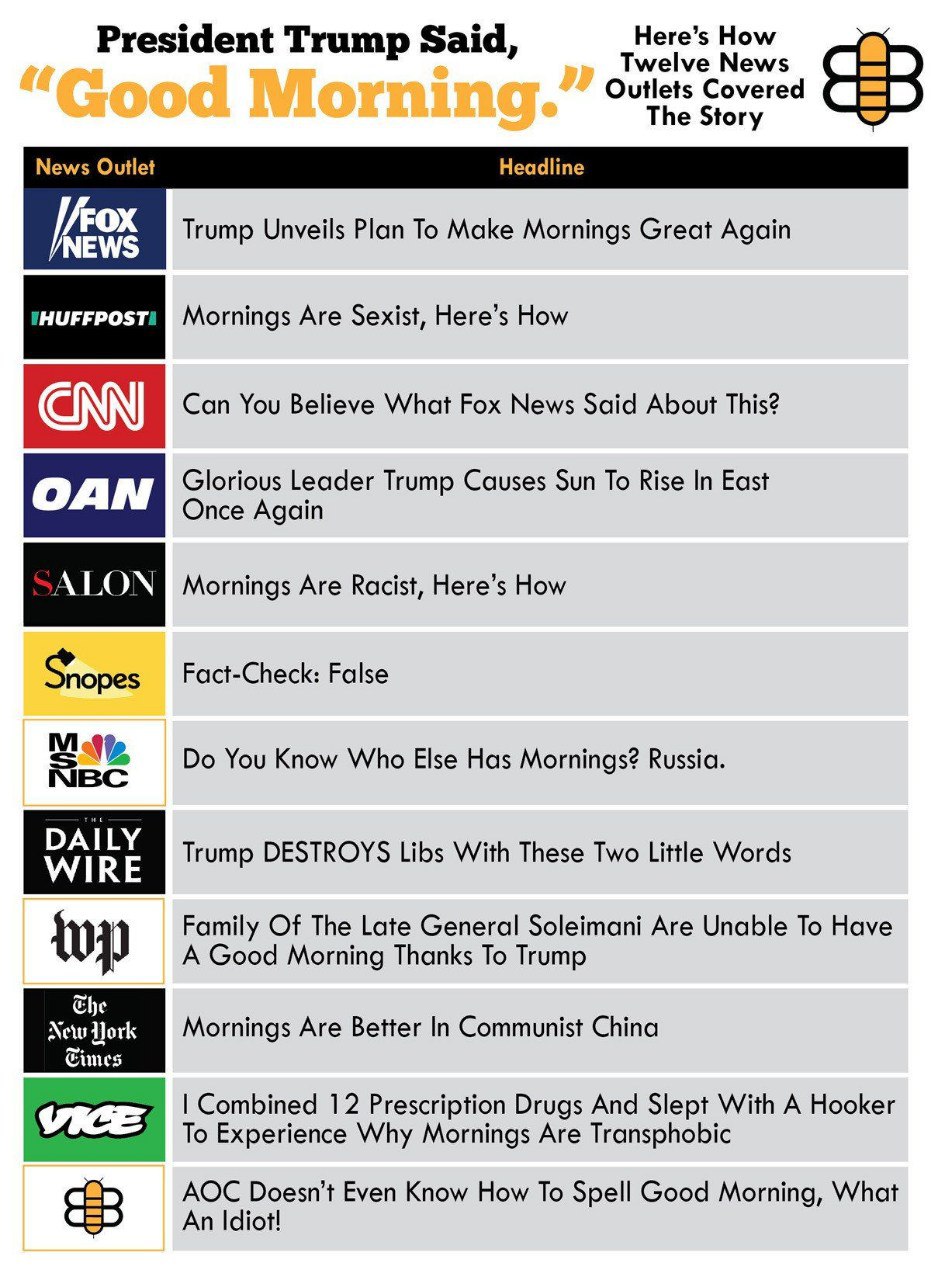 President Trump Said,
“Good Morning.”
Here’s How
Twelve News
Outlets Covered
The Story
News Outlet
Headline
FOX
NEWS
Trump Unveils Plan To Make Mornings Great Again
HUFFPOST
Mornings Are Sexist, Here’s How
CNN
Can You Believe What Fox News Said About This?
OAN
Glorious Leader Trump Causes Sun To Rise In East
Once Again
SALON
Mornings Are Racist, Here’s How
Snopes
Fact-Check: False
M
S
NBC
Do You Know Who Else Has Mornings? Russia.
THE
DAILY
WIRE
Trump DESTROYS Libs With These Two Little Words
wp
Family Of The Late General Soleimani Are Unable To Have
A Good Morning Thanks To Trump
The
New York
Times
Mornings Are Better In Communist China
VICE
I Combined 12 Prescription Drugs And Slept With A Hooker
To Experience Why Mornings Are Transphobic
AOC Doesn’t Even Know How To Spell Good Morning, What
An Idiot!